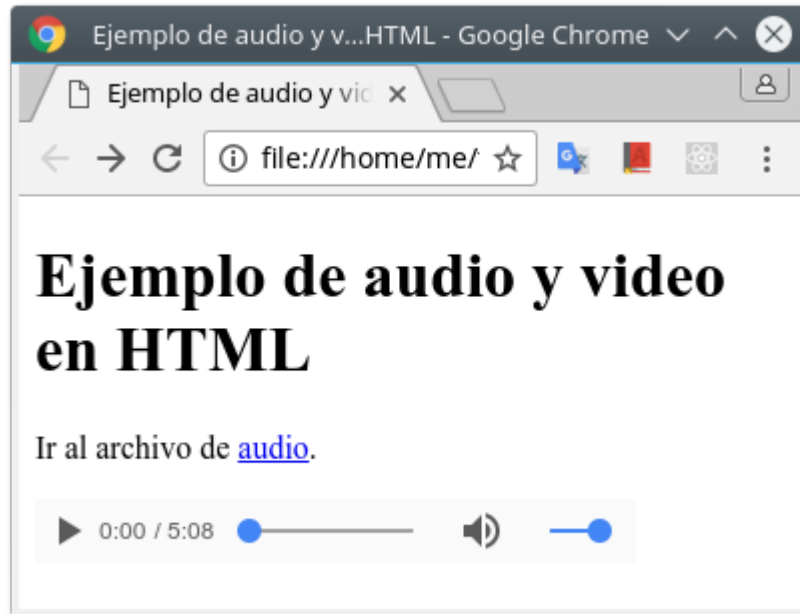 Ejemplo de audio y v...HTML - Google Chrome
Ejemplo de audio y vid
file:///home/me/
Ejemplo de audio y video
en HTML
Ir al archivo de audio.
0:00 / 5:08